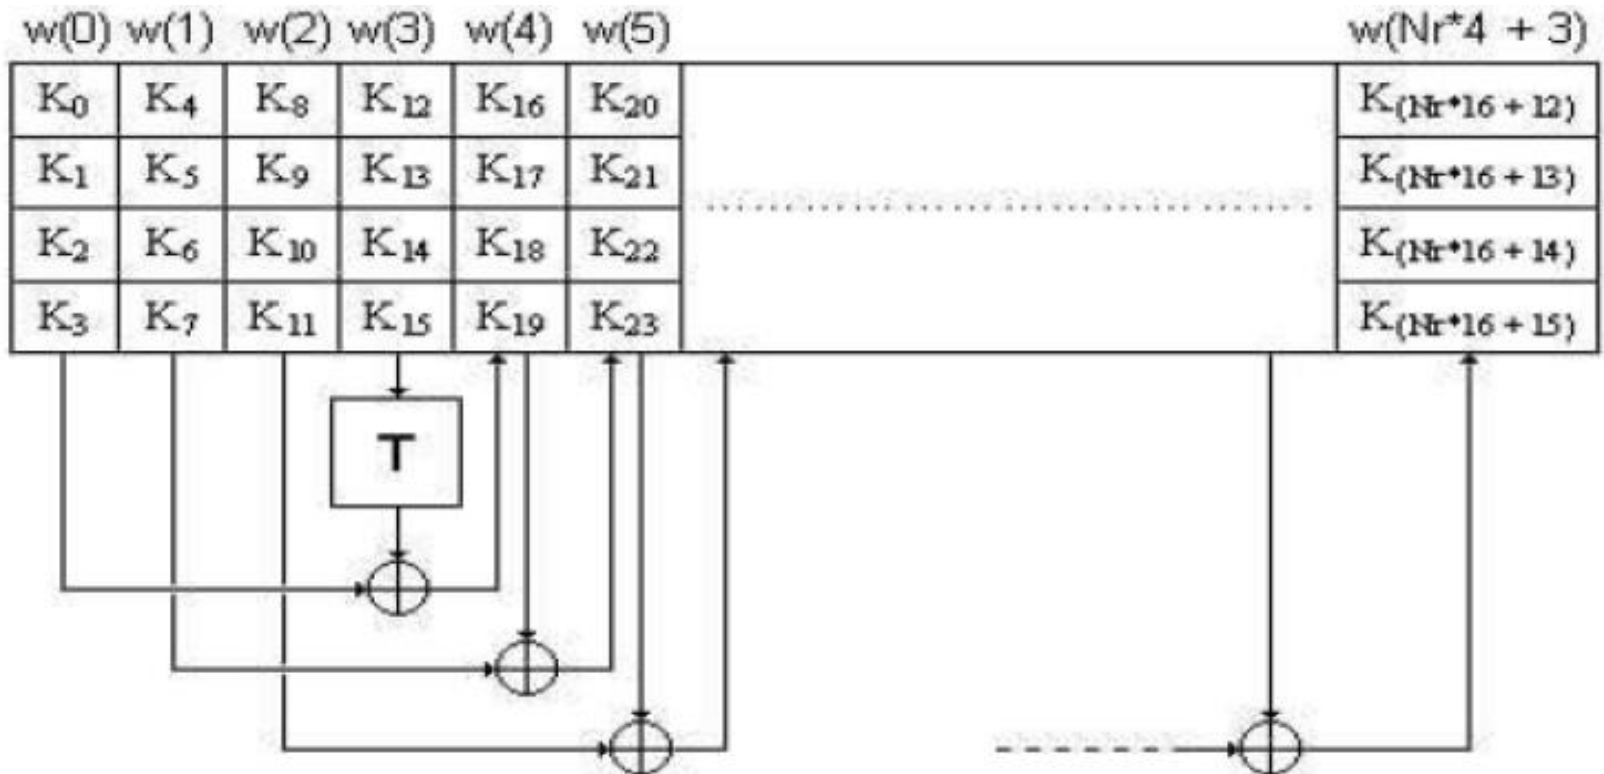 w(0) w(1) w(2) w(3) w(4) w(5) w(Nr*4 + 3)
K0 K4 K8 K12 K16 K20 K(Nr*16 + 12)
K1 K5 K9 K13 K17 K21 K(Nr*16 + 13)
K2 K6 K10 K14 K18 K22 K(Nr*16 + 14)
K3 K7 K11 K15 K19 K23 K(Nr*16 + 15)
T